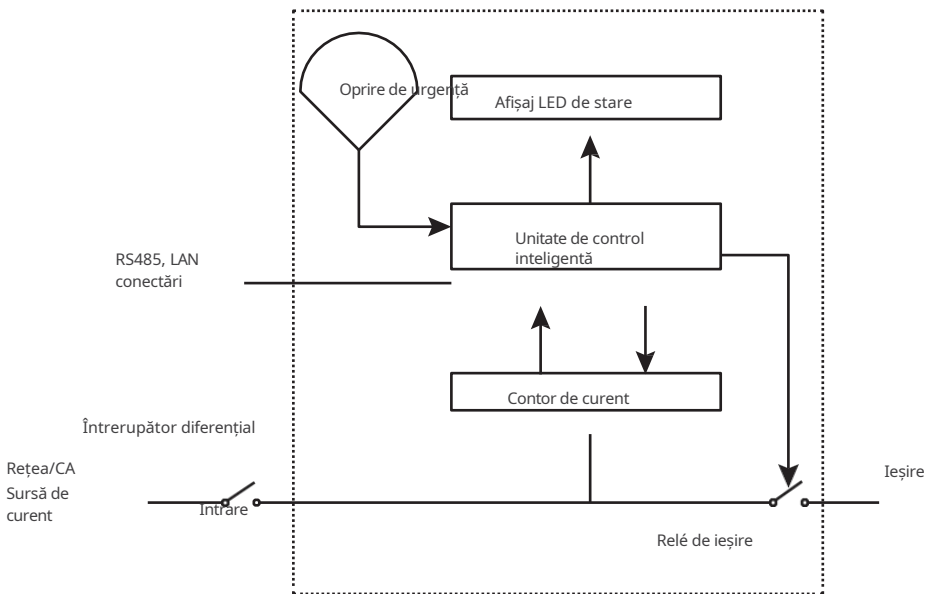 Oprire de urgență
Afișaj LED de stare
Unitate de control
inteligentă
RS485, LAN
conectări
Contor de curent
Întrerupător diferențial
Rețea/CA
Sursă de
curent
Intrare
Ieșire
Relé de ieșire